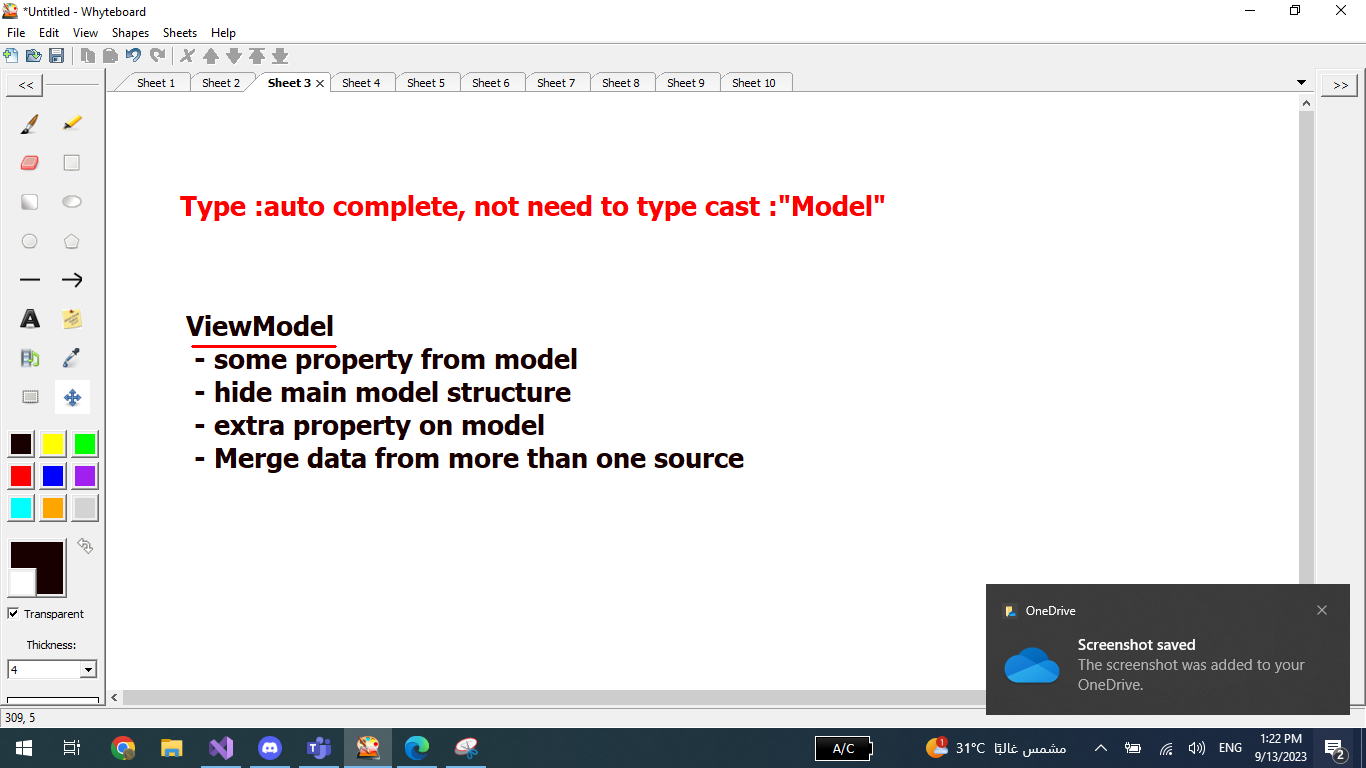 *Untitled - Whyteboard
File Edit View Shapes Sheets Help
<< Sheet 1 Sheet 2 Sheet 3 Sheet 4 Sheet 5 Sheet 6 Sheet 7 Sheet 8 Sheet 9 Sheet 10 >>
Type :auto complete, not need to type cast :"Model"
ViewModel
- some property from model
- hide main model structure
- extra property on model
- Merge data from more than one source
Transparent
Thickness:
4
OneDrive
Screenshot saved
The screenshot was added to your
OneDrive.
309, 5
A/C
1
31°C مشمس غالبًا
ENG
1:22 PM
9/13/2023
2